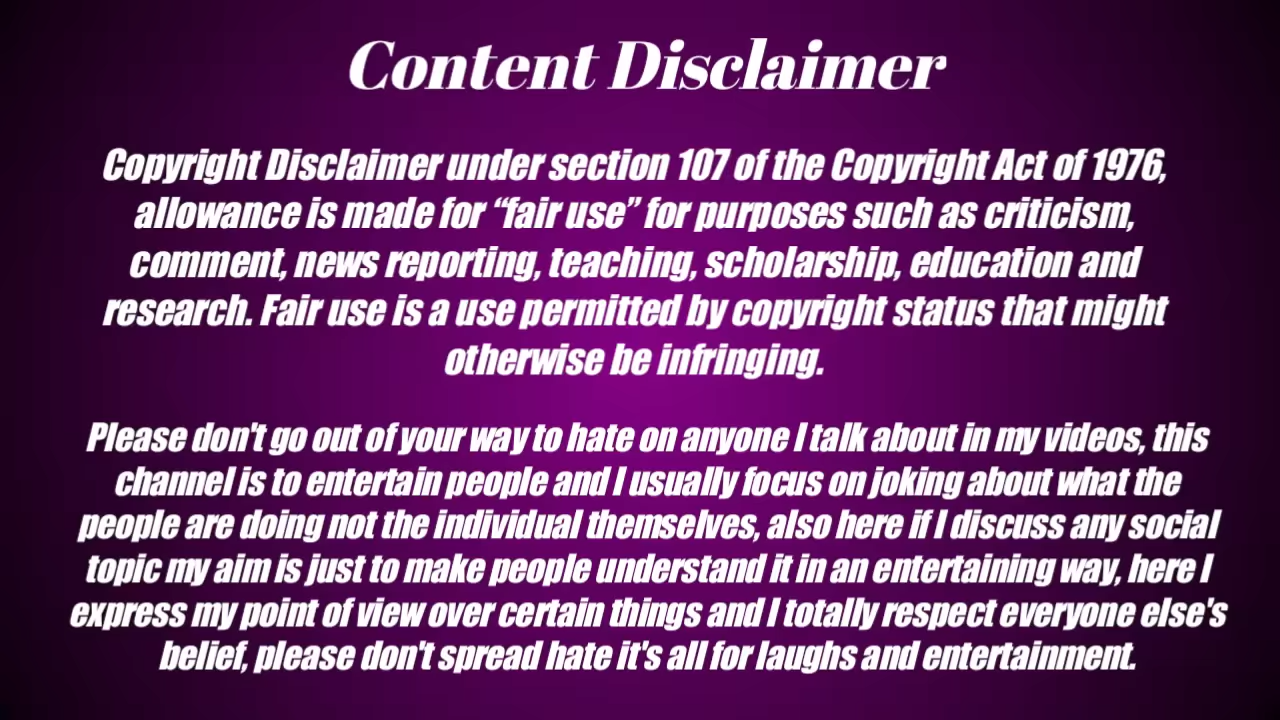 Content Disclaimer
Copyright Disclaimer under section 107 of the Copyright Act of 1976,
allowance is made for “fair use” for purposes such as criticism,
comment, news reporting, teaching, scholarship, education and
research. Fair use is a use permitted by copyright status that might
otherwise be infringing.
Please don't go out of your way to hate on anyone I talk about in my videos, this
channel is to entertain people and I usually focus on joking about what the
people are doing not the individual themselves, also here if I discuss any social
topic my aim is just to make people understand it in an entertaining way, here I
express my point of view over certain things and I totally respect everyone else's
belief, please don't spread hate it's all for laughs and entertainment.